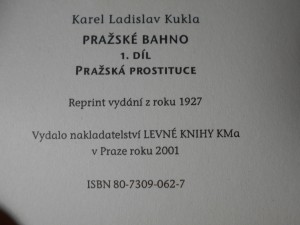 Karel Ladislav Kukla
PRAŽSKÉ BAHNO
1. DÍL
PRAŽSKÁ PROSTITUCE
Reprint vydání z roku 1927
Vydalo nakladatelství LEVNÉ KNIHY KMa
v Praze roku 2001
ISBN 80-7309-062-7